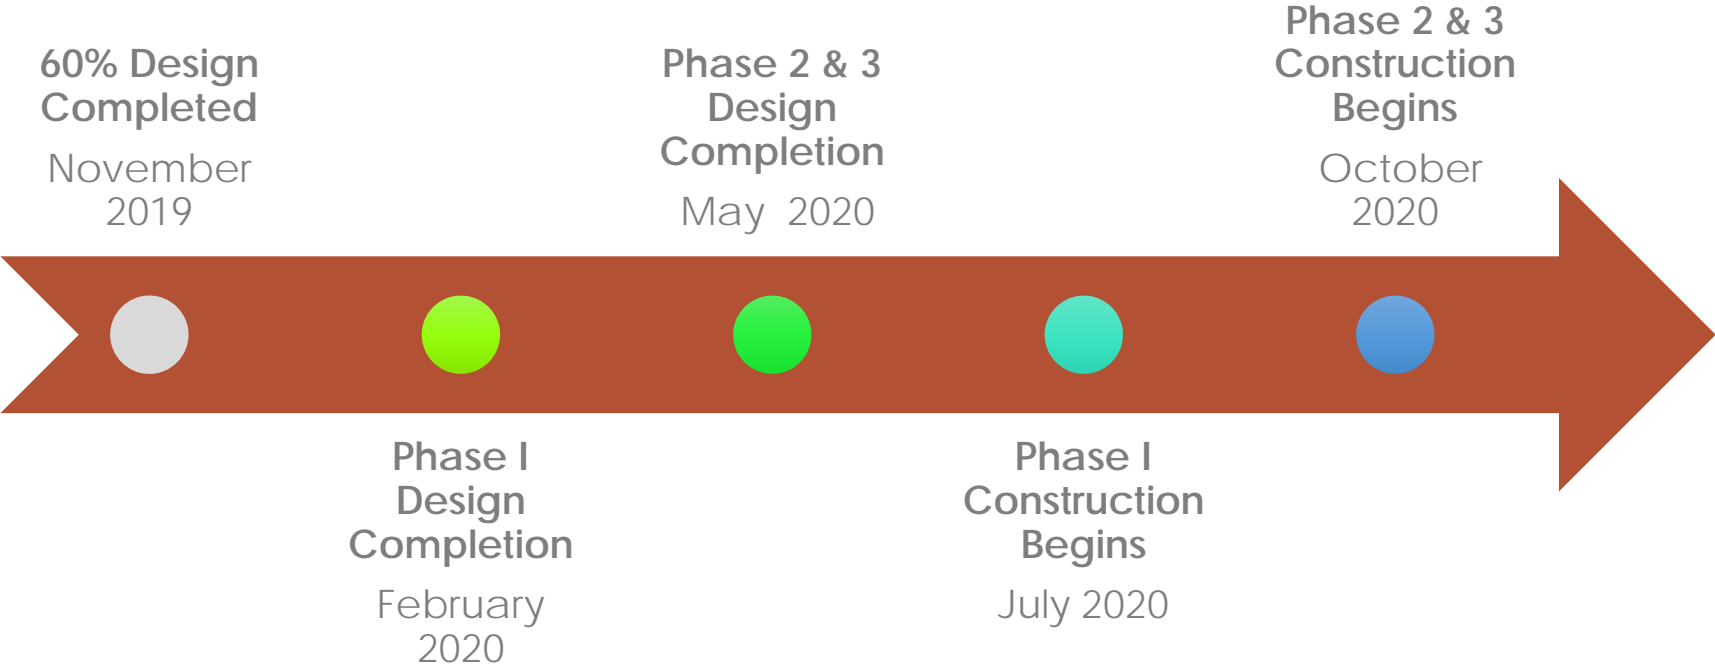 60% Design
Completed
November
2019
Phase I
Design
Completion
February
2020
Phase 2 & 3
Design
Completion
May 2020
Phase I
Construction
Begins
July 2020
Phase 2 & 3
Construction
Begins
October
2020